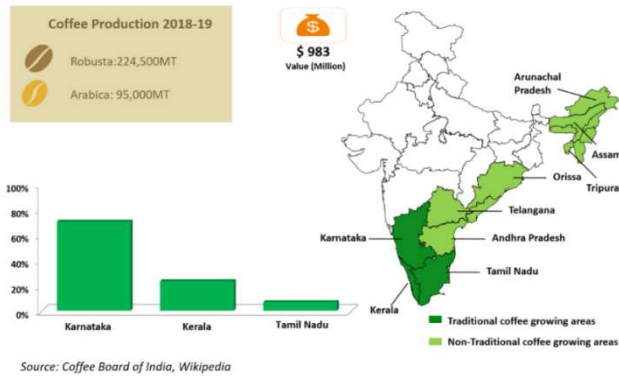 Coffee Production 2018-19
Robusta:224,500MT
Arabica: 95,000MT
$ 983
Value (Million)
Arunachal
Pradesh
Assam
Tripura
Orissa
Telangana
Karnataka
Andhra Pradesh
Tamil Nadu
Kerala
100%
80%
60%
40%
20%
0%
Karnataka
Kerala
Tamil Nadu
Traditional coffee growing areas
Non-Traditional coffee growing areas
Source: Coffee Board of India, Wikipedia